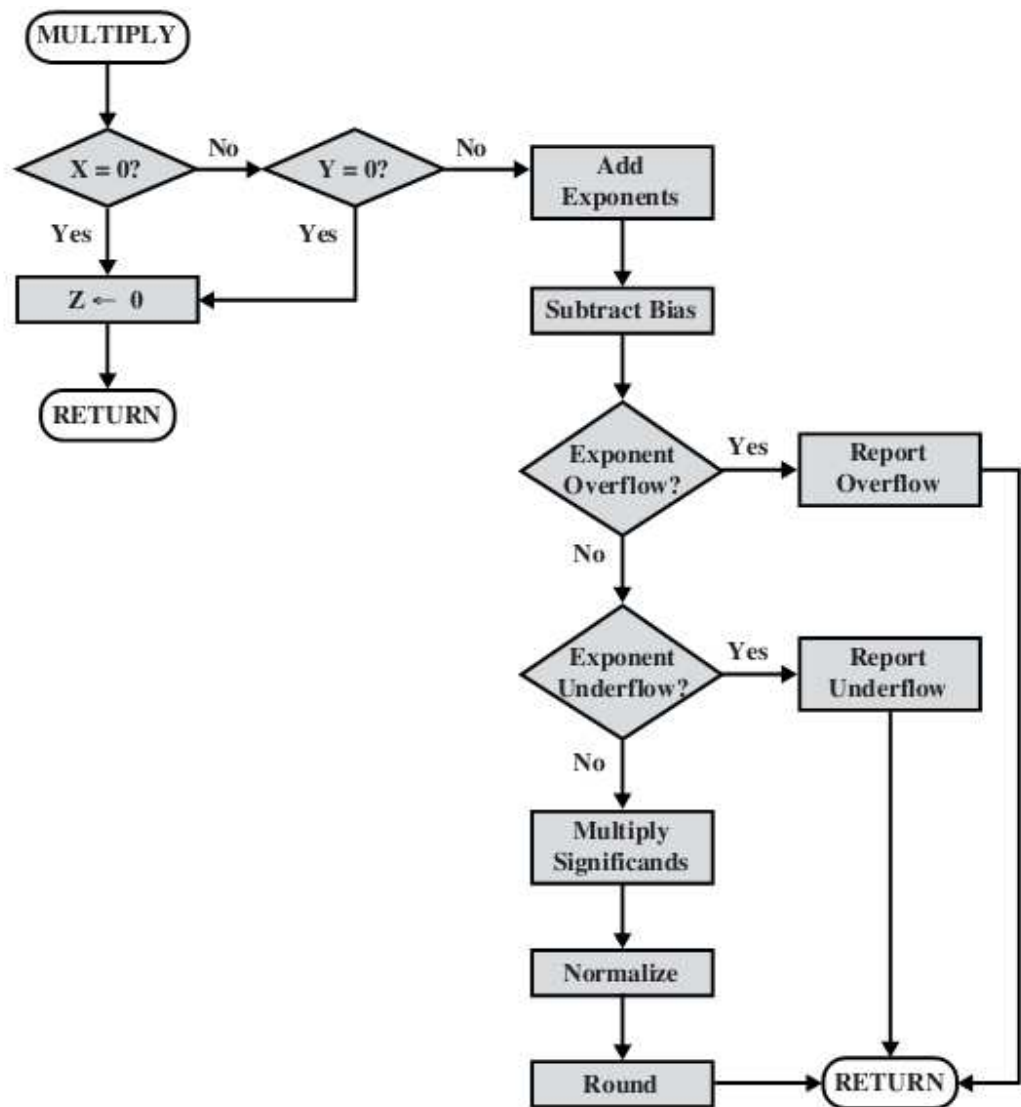 MULTIPLY
X = 0?
No
Y = 0?
No
Add
Exponents
Yes
Yes
Z ← 0
Subtract Bias
RETURN
Exponent
Overflow?
Yes
Report
Overflow
No
Exponent
Underflow?
Yes
Report
Underflow
No
Multiply
Significands
Normalize
Round
RETURN